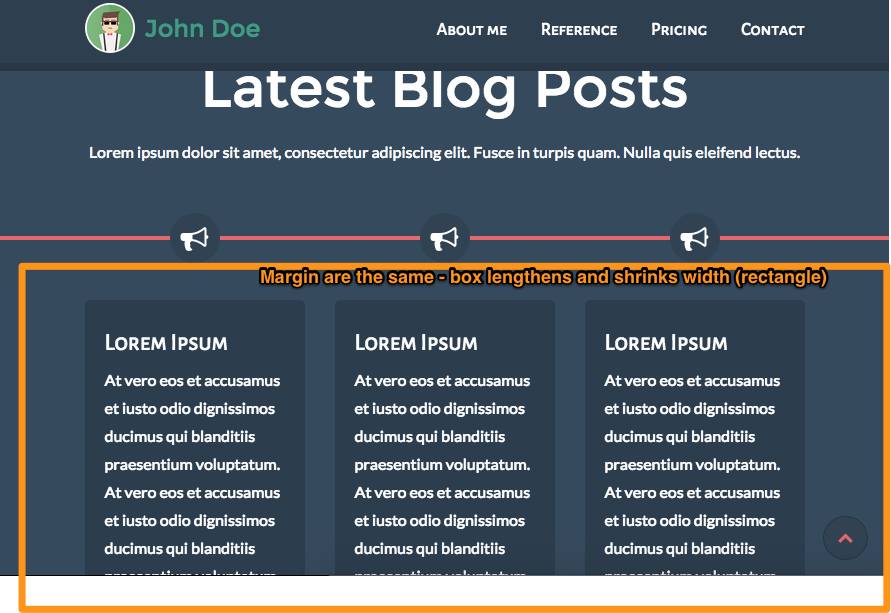 John Doe
About me Reference Pricing Contact
Latest Blog Posts
Lorem ipsum dolor sit amet, consectetur adipiscing elit. Fusce in turpis quam. Nulla quis eleifend lectus.
Margin are the same - box lengthens and shrinks width (rectangle)
Lorem Ipsum
At vero eos et accusamus
et iusto odio dignissimos
ducimus qui blanditiis
praesentium voluptatum.
At vero eos et accusamus
et iusto odio dignissimos
ducimus qui blanditiis
Lorem Ipsum
At vero eos et accusamus
et iusto odio dignissimos
ducimus qui blanditiis
praesentium voluptatum.
At vero eos et accusamus
et iusto odio dignissimos
ducimus qui blanditiis
Lorem Ipsum
At vero eos et accusamus
et iusto odio dignissimos
ducimus qui blanditiis
praesentium voluptatum.
At vero eos et accusamus
et iusto odio dignissimos
ducimus qui blanditiis